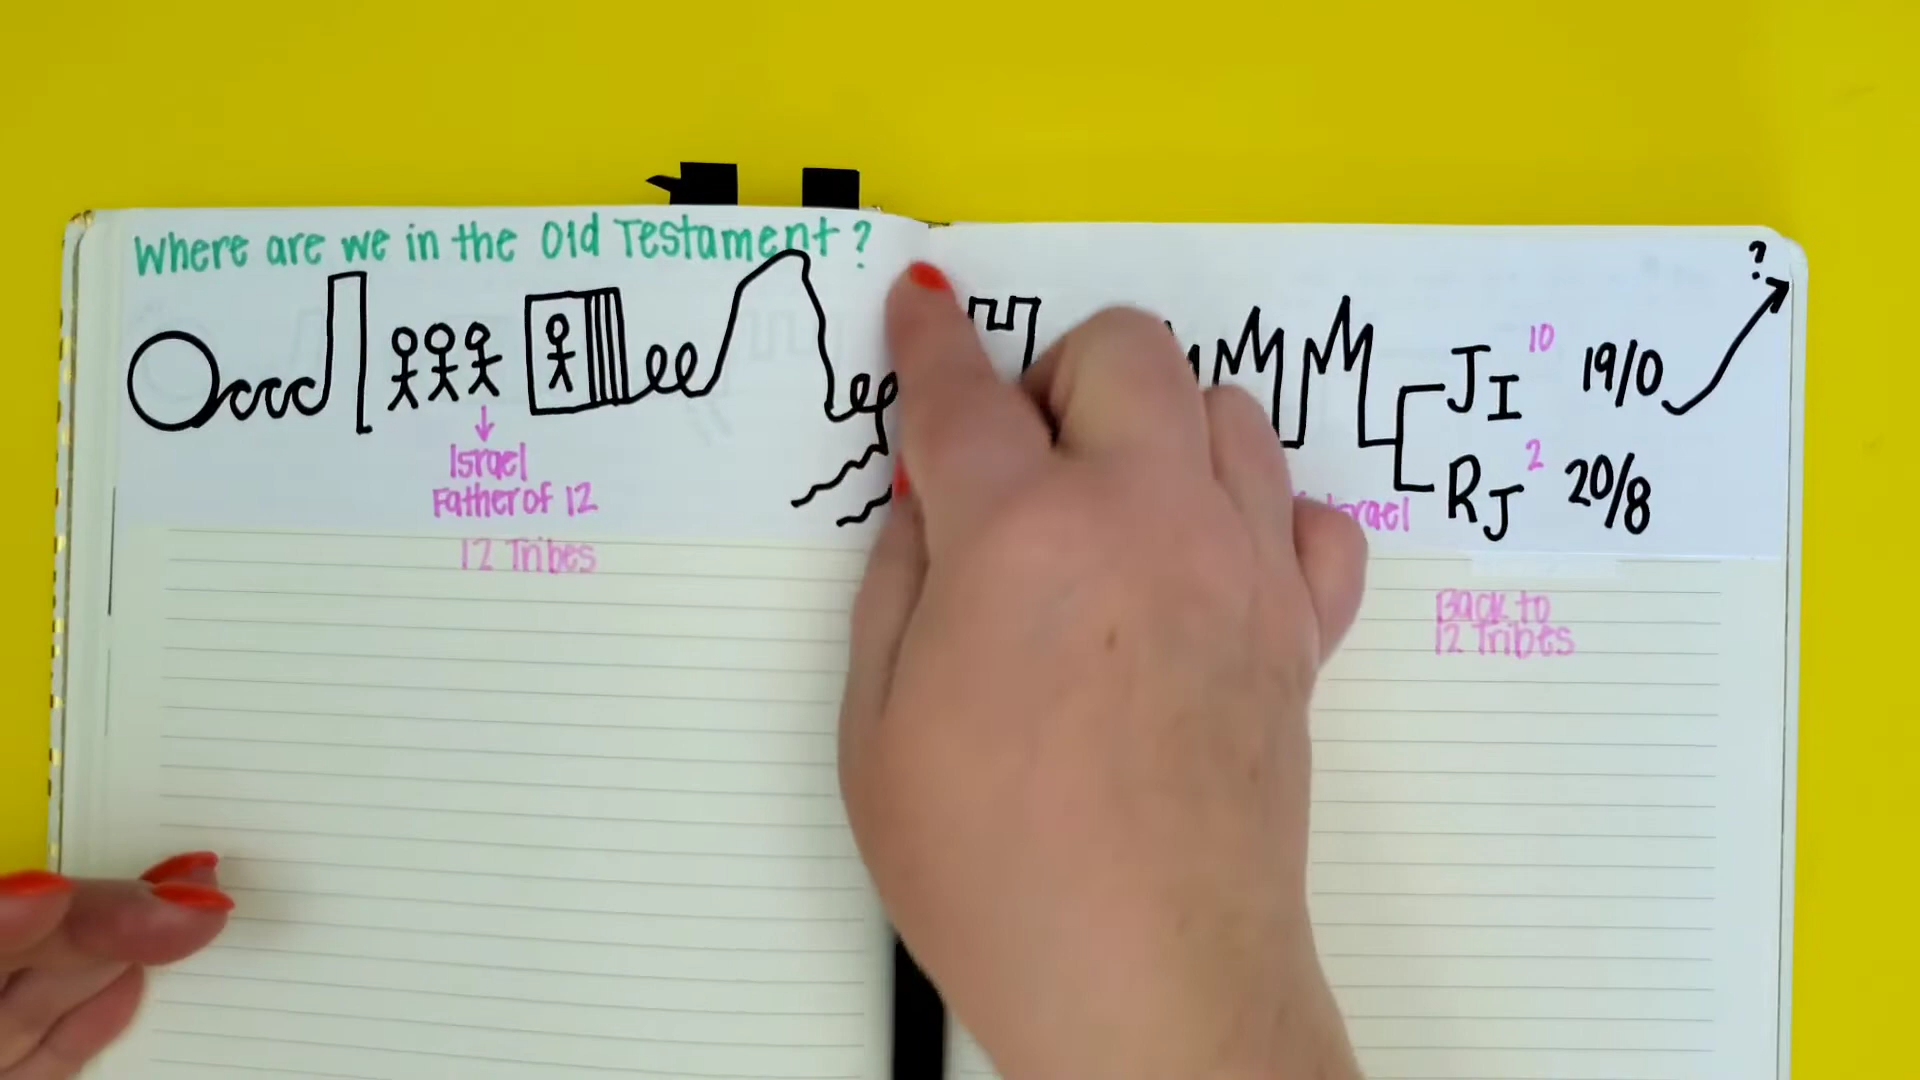 Where are we in the Old Testament?
?
JI 10 19/0
RJ 2 20/8
Israel
Father of 12
12 Tribes
Back to
12 Tribes